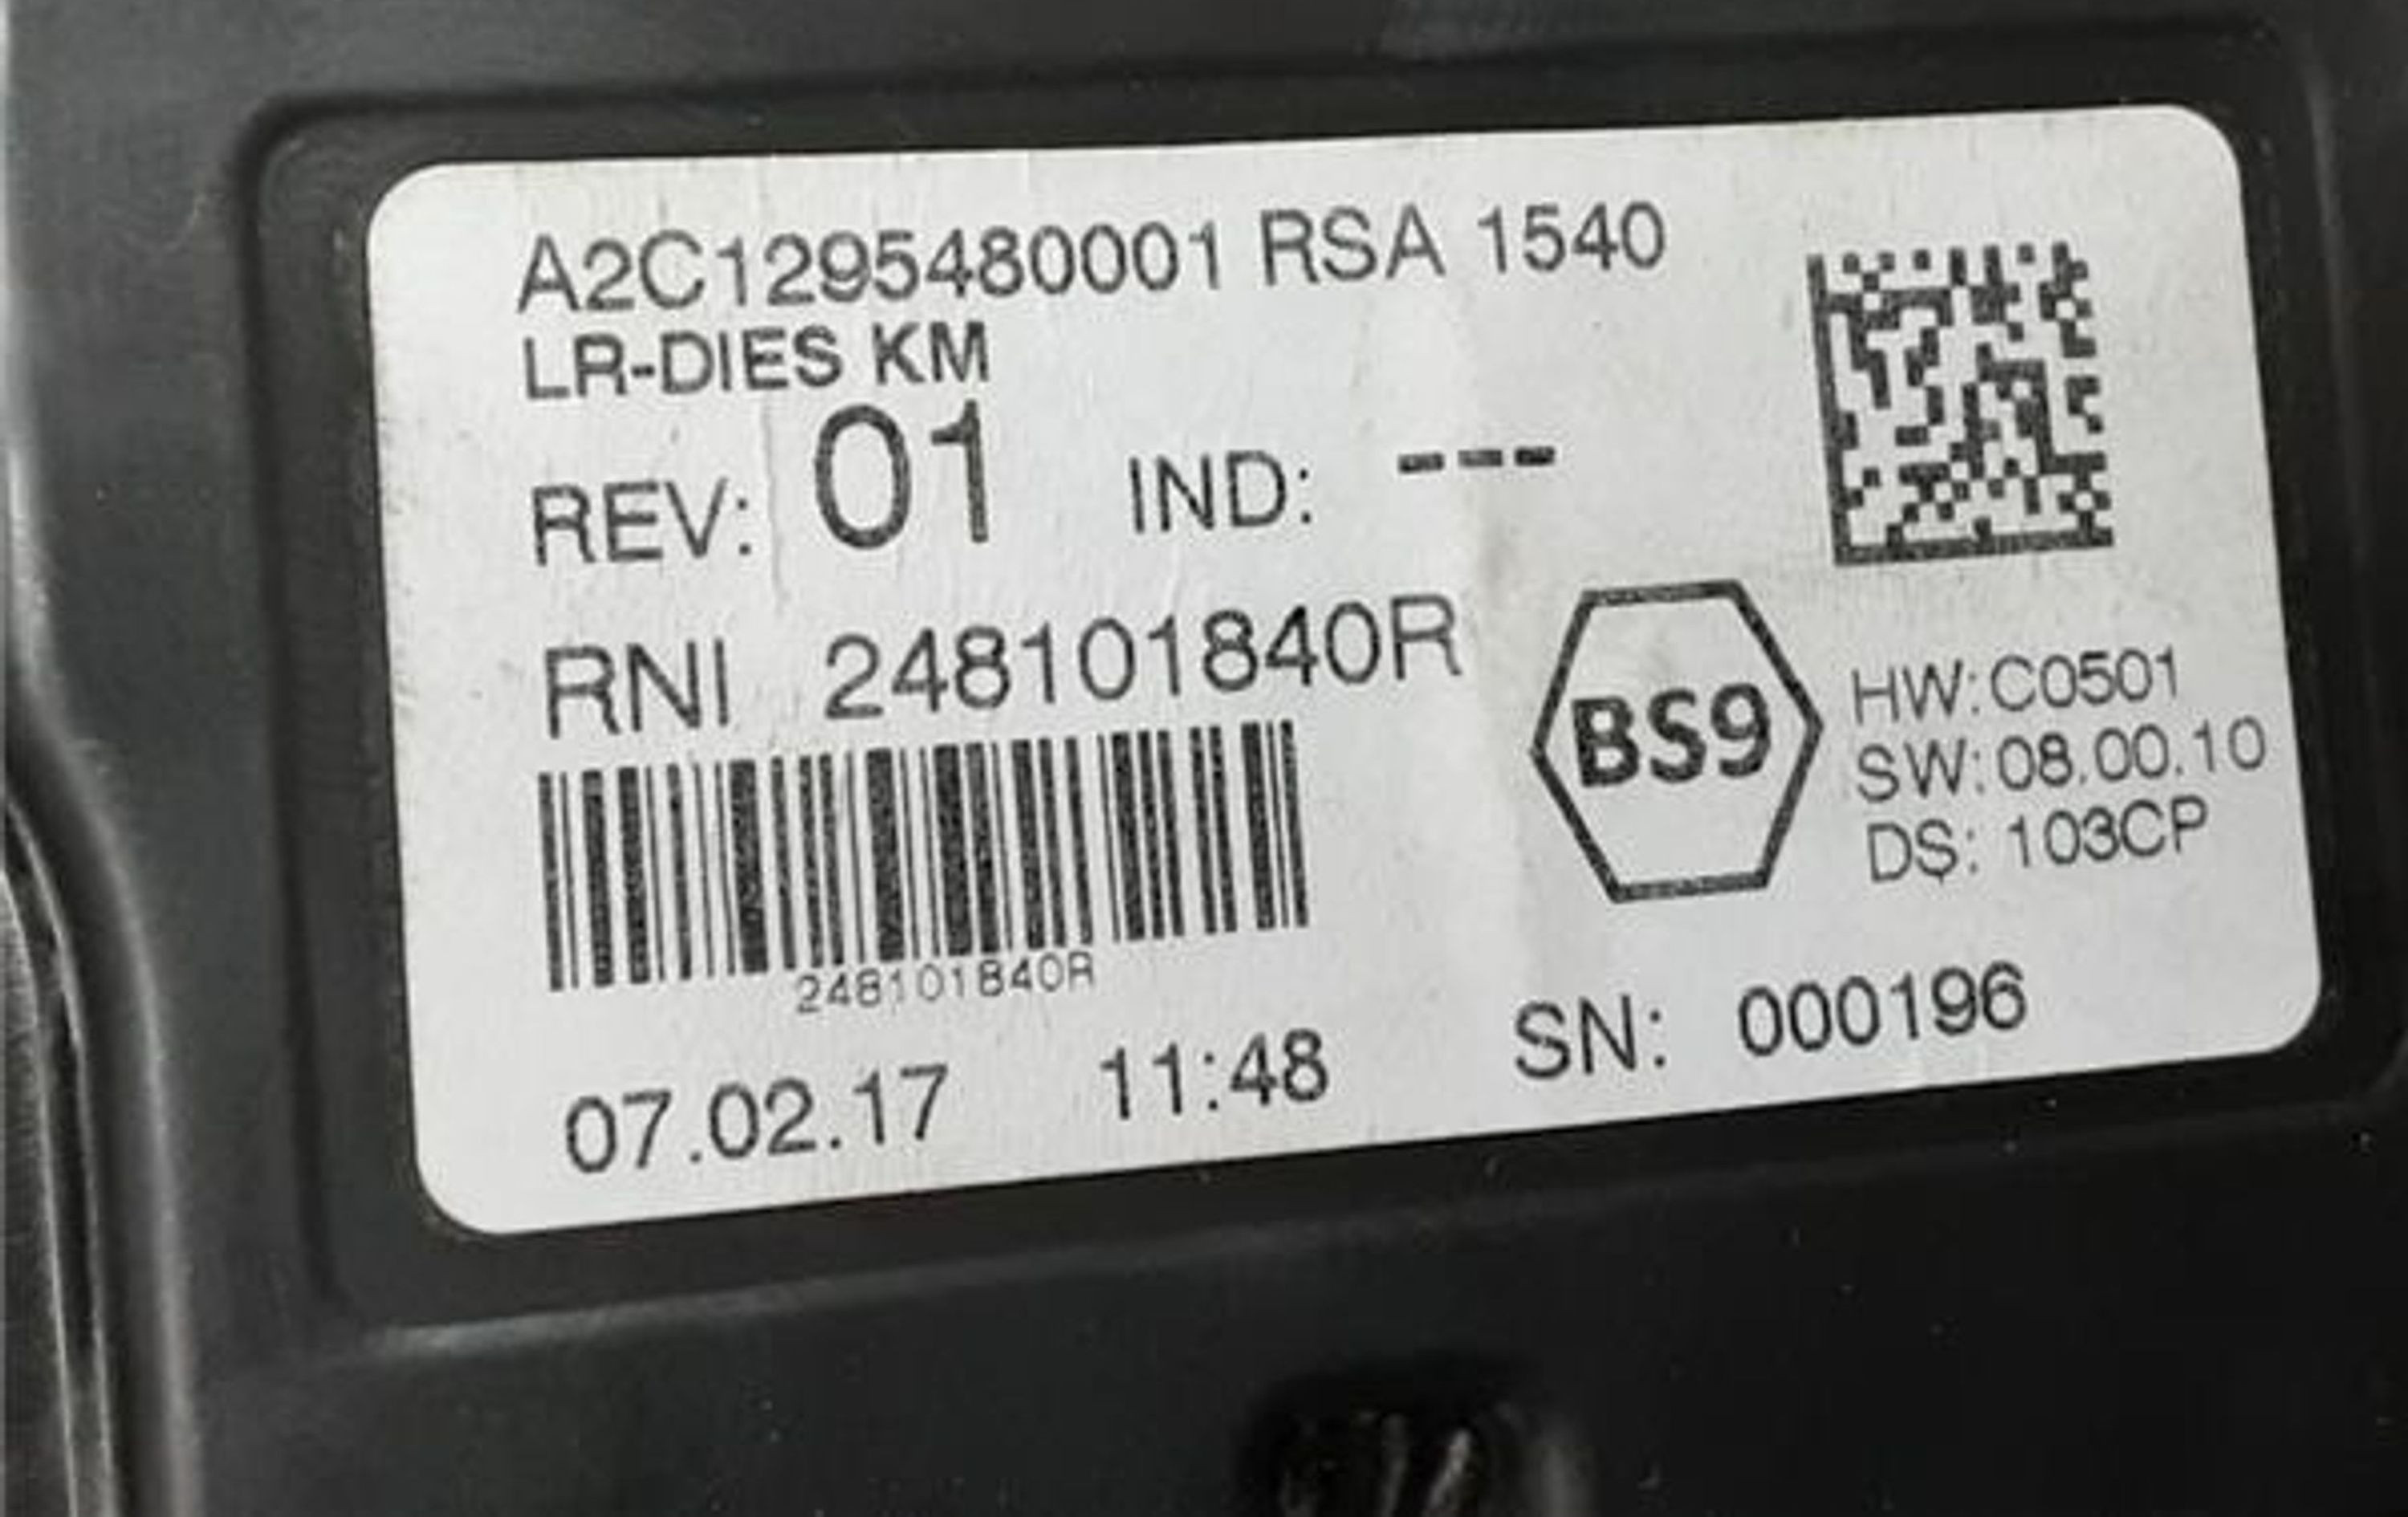 A2C1295480001 RSA 1540
LR-DIES KM
REV: 01 IND: ---
RNI 248101840R
BS9
HW:C0501
SW:08.00.10
DS: 103CP
248101840R
07.02.17 11:48 SN: 000196